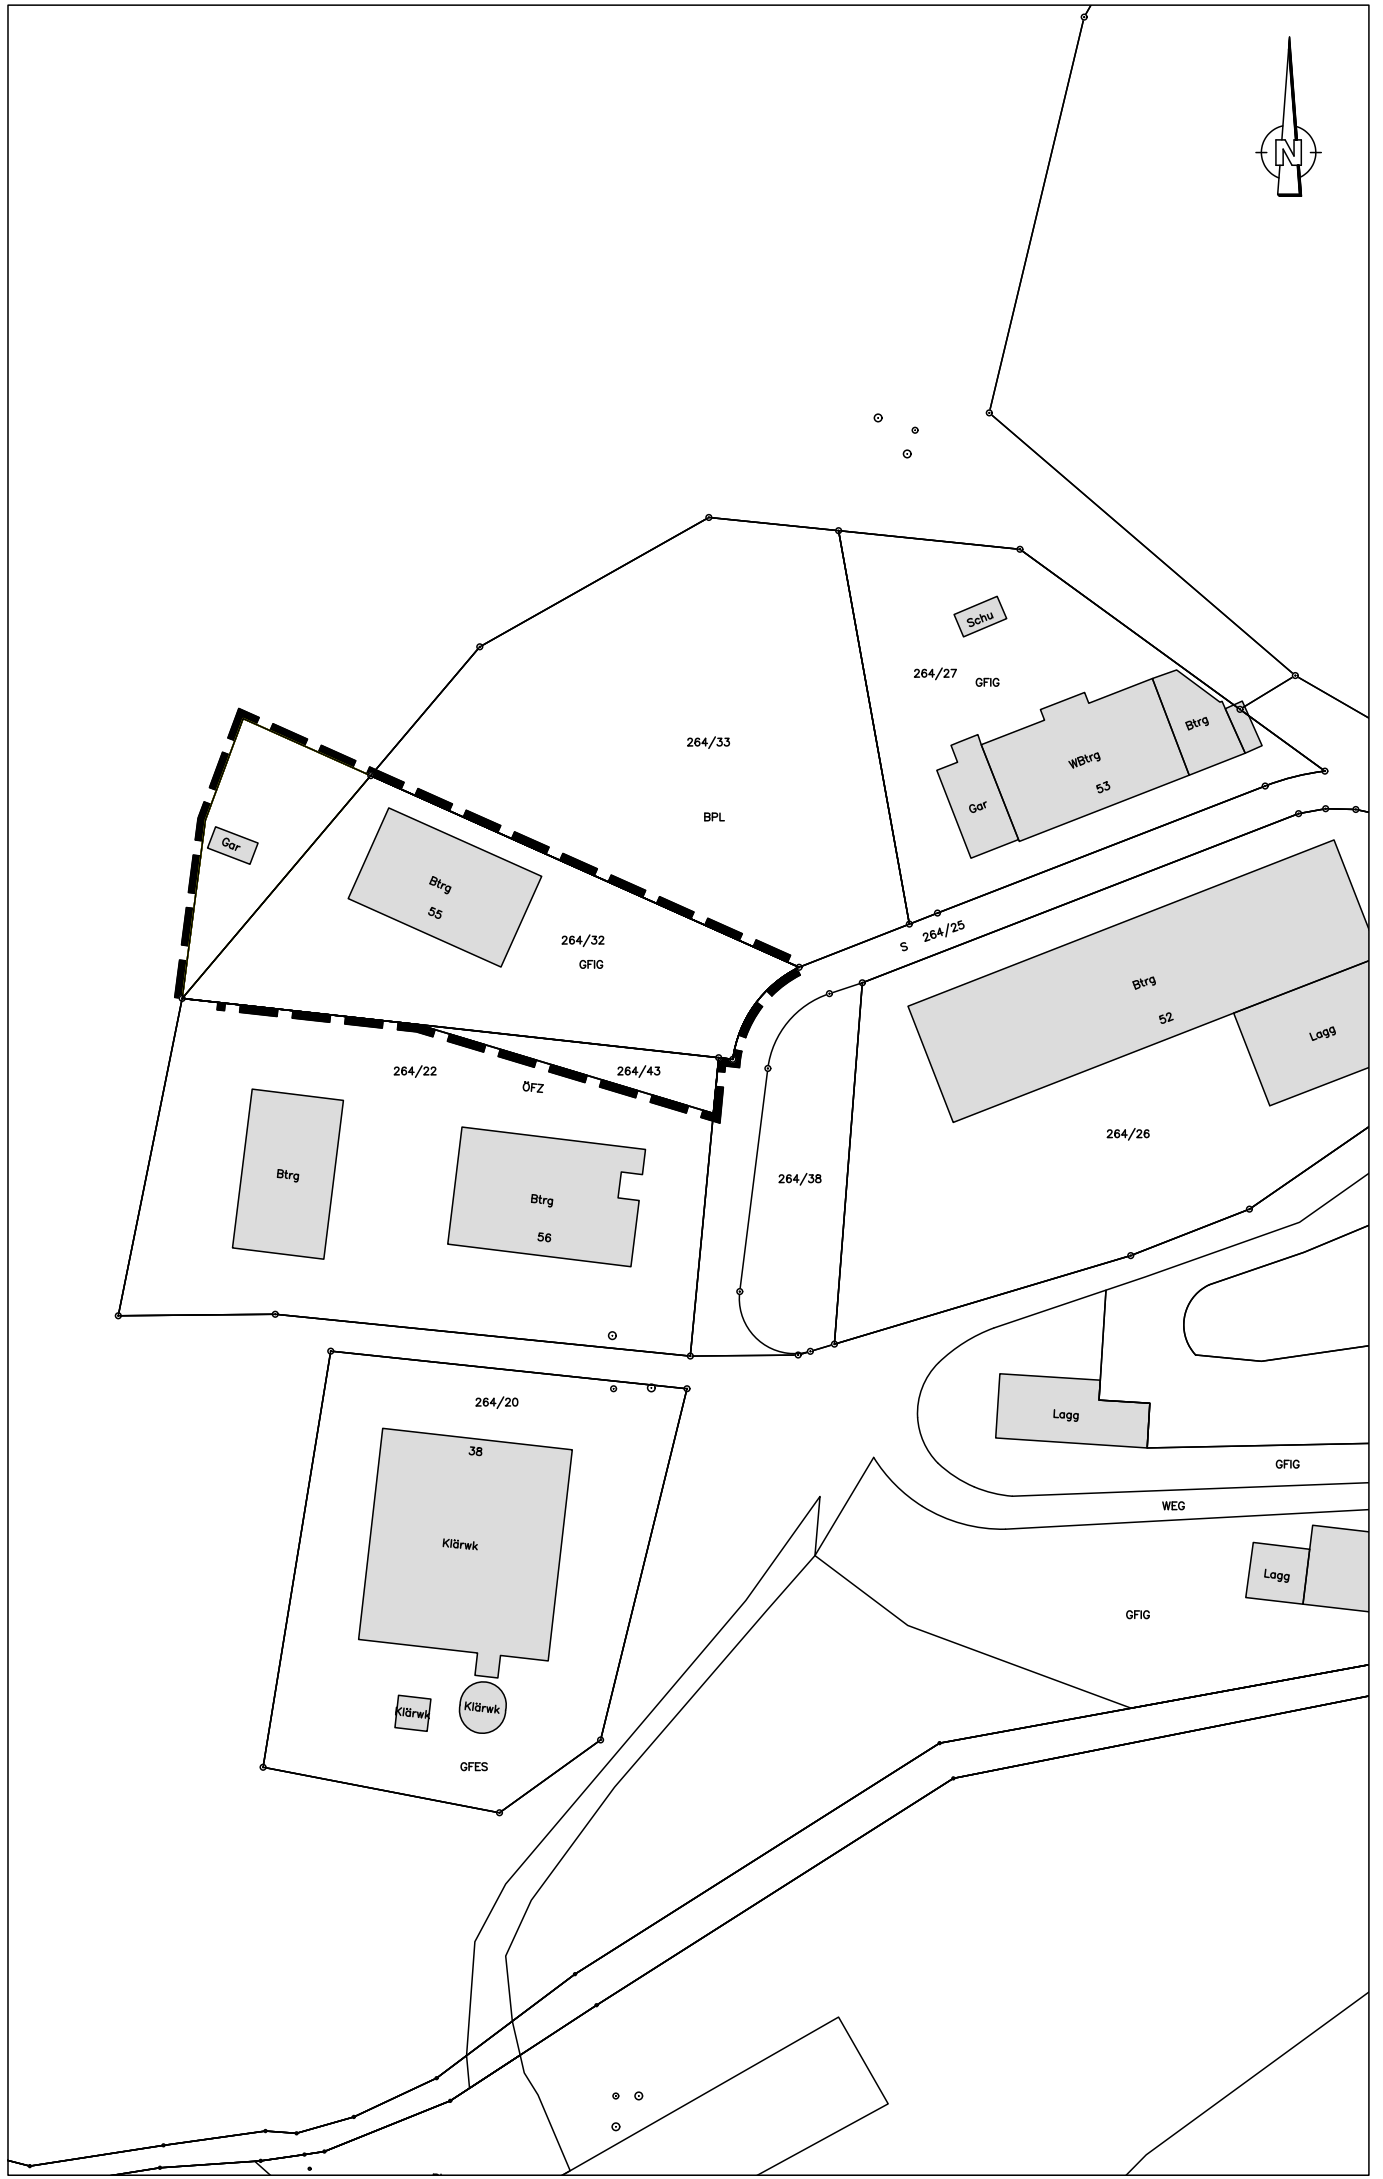 N
Schu
264/27
GFIG
Btrg
264/33
WBtrg
53
Gar
BPL
Gar
Btrg
55
264/32
GFIG
S 264/25
Btrg
52
Lagg
264/22
264/43
ÖFZ
264/26
Btrg
264/38
Btrg
56
264/20
Lagg
38
GFIG
WEG
Klärwk
Lagg
GFIG
Klärwk
Klärwk
GFES